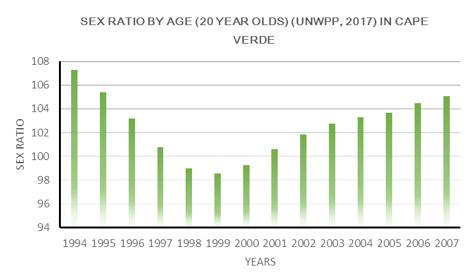 SEX RATIO BY AGE (20 YEAR OLDS) (UNWPP, 2017) IN CAPE
VERDE
108
106
104
102
100
98
96
94
SEX RATIO
1994 1995 1996 1997 1998 1999 2000 2001 2002 2003 2004 2005 2006 2007
YEARS